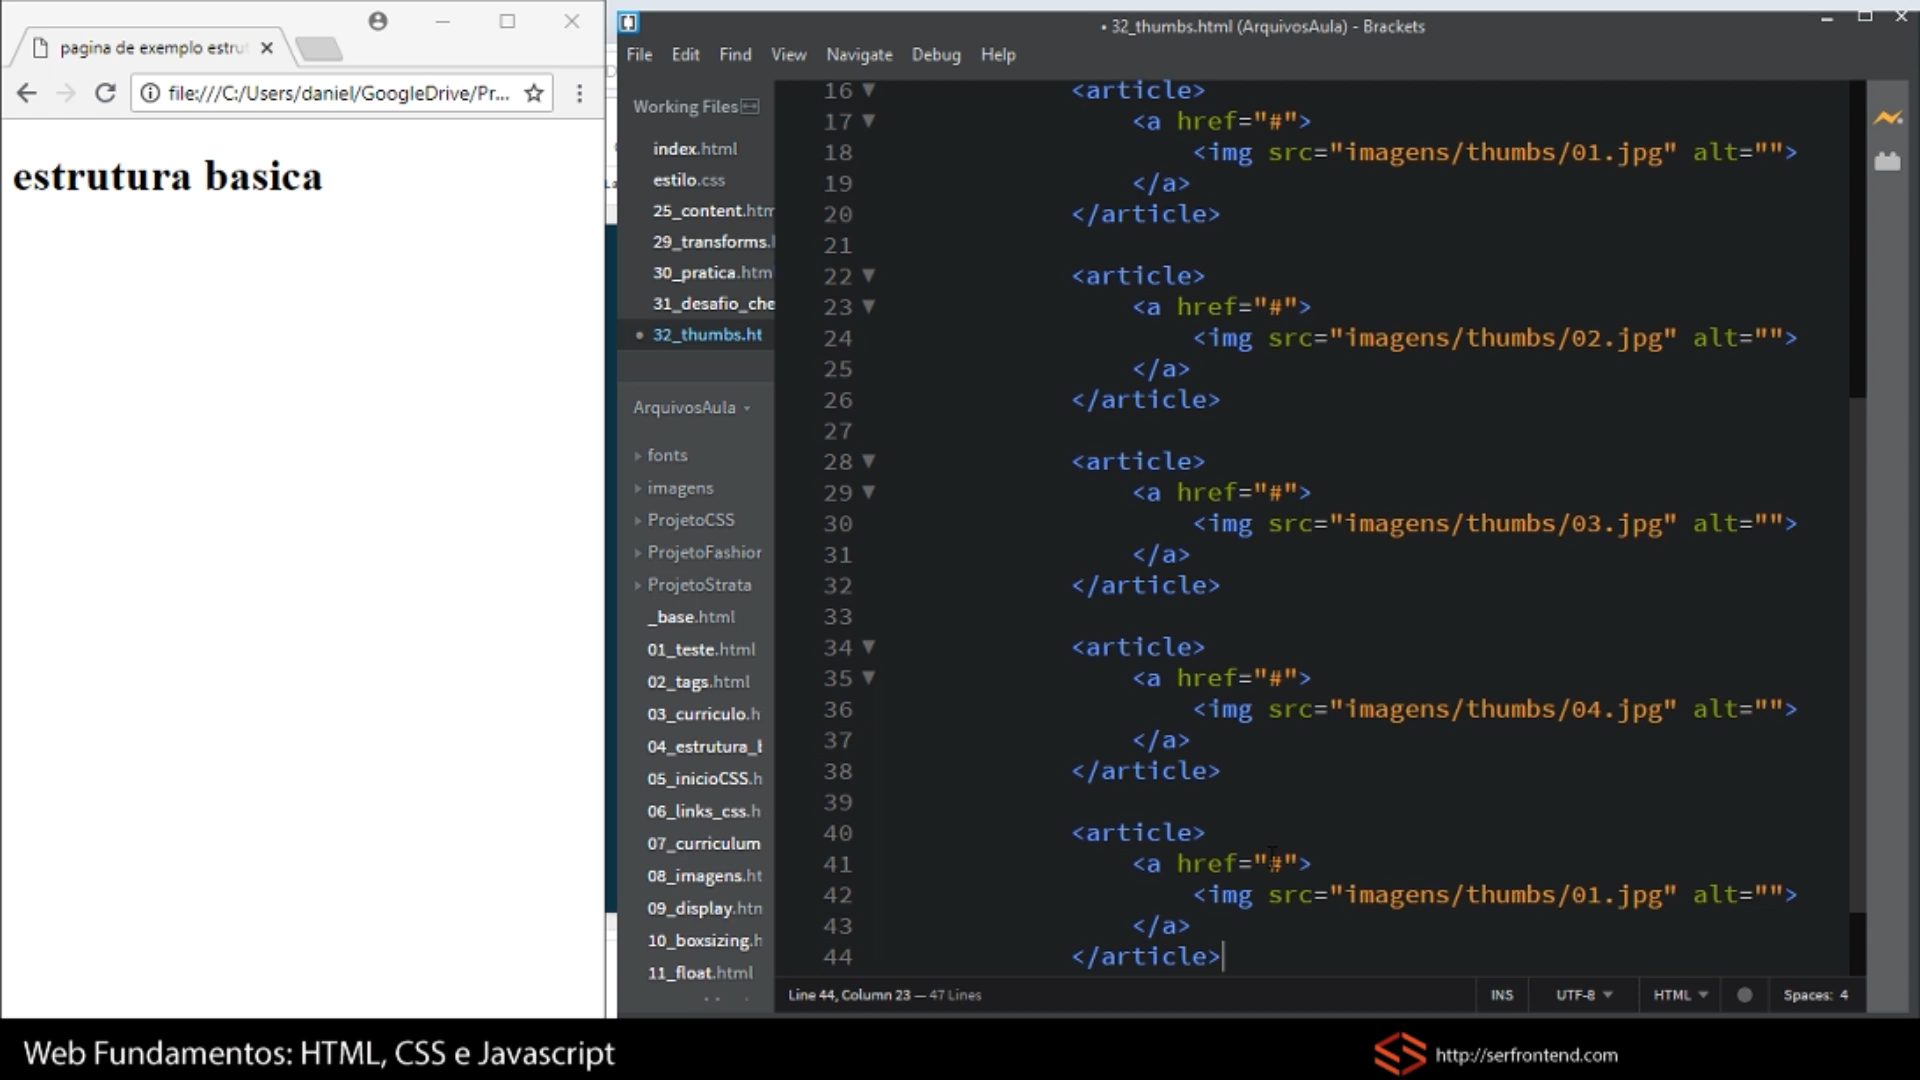 pagina de exemplo estru
file:///C:/Users/daniel/GoogleDrive/Pr...
estrutura basica
• 32_thumbs.html (ArquivosAula) - Brackets
File Edit Find View Navigate Debug Help
Working Files
index.html
estilo.css
25_content.htm
29_transforms.
30_pratica.htm
31_desafio_che
32_thumbs.ht
ArquivosAula
fonts
imagens
ProjetoCSS
ProjetoFashior
ProjetoStrata
_base.html
01_teste.html
02_tags.html
03_curriculo.h
04_estrutura_b
05_inicioCSS.h
06_links_css.h
07_curriculum
08_imagens.ht
09_display.htm
10_boxsizing.h
11_float.html
16 <article>
17 <a href="#">
18 <img src="imagens/thumbs/01.jpg" alt="">
19 </a>
20 </article>
21
22 <article>
23 <a href="#">
24 <img src="imagens/thumbs/02.jpg" alt="">
25 </a>
26 </article>
27
28 <article>
29 <a href="#">
30 <img src="imagens/thumbs/03.jpg" alt="">
31 </a>
32 </article>
33
34 <article>
35 <a href="#">
36 <img src="imagens/thumbs/04.jpg" alt="">
37 </a>
38 </article>
39
40 <article>
41 <a href="#">
42 <img src="imagens/thumbs/01.jpg" alt="">
43 </a>
44 </article>
Line 44, Column 23 — 47 Lines
INS UTF-8 HTML Spaces: 4
Web Fundamentos: HTML, CSS e Javascript
http://serfrontend.com